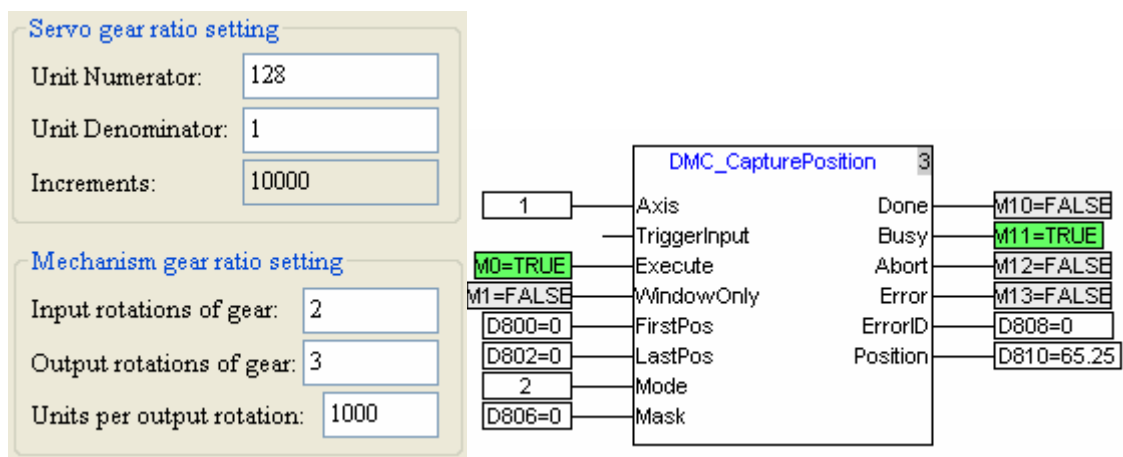 Servo gear ratio setting
Unit Numerator: 128
Unit Denominator: 1
Increments: 10000
Mechanism gear ratio setting
Input rotations of gear: 2
Output rotations of gear: 3
Units per output rotation: 1000
DMC_CapturePosition 3
1 Axis Done M10=FALSE
TriggerInput Busy M11=TRUE
M0=TRUE Execute Abort M12=FALSE
M1=FALSE WindowOnly Error M13=FALSE
D800=0 FirstPos ErrorID D808=0
D802=0 LastPos Position D810=65.25
2 Mode
D806=0 Mask